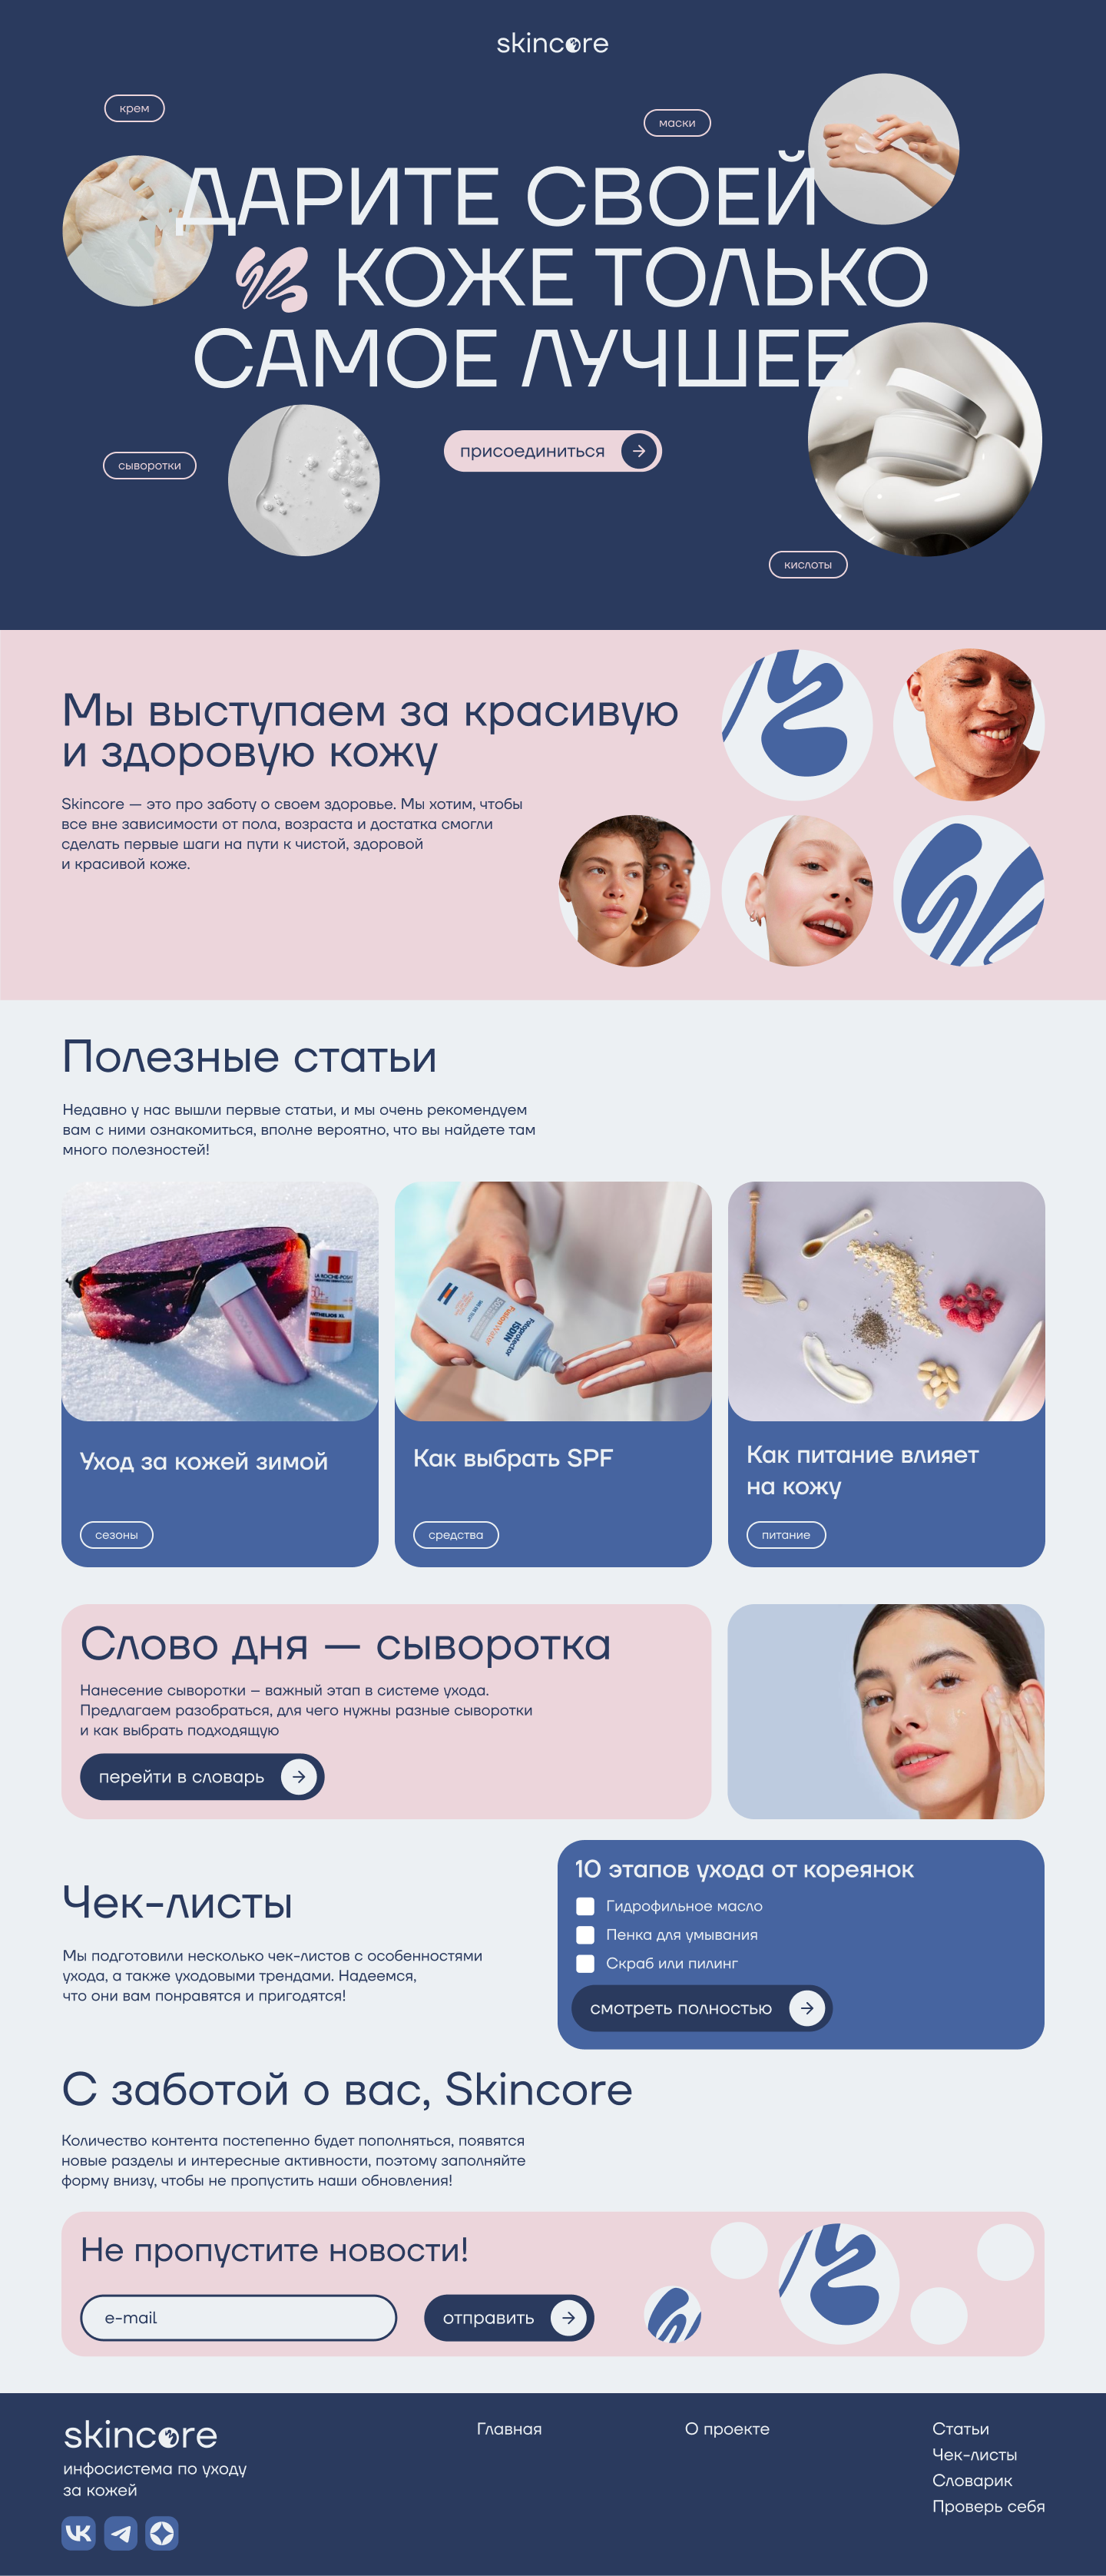 skincore
крем
маски
ДАРИТЕ СВОЕЙ
КОЖЕ ТОЛЬКО
САМОЕ ЛУЧШЕЕ
присоединиться
сыворотки
кислоты
Мы выступаем за красивую
и здоровую кожу
Skincore — это про заботу о своем здоровье. Мы хотим, чтобы
все вне зависимости от пола, возраста и достатка смогли
сделать первые шаги на пути к чистой, здоровой
и красивой коже.
Полезные статьи
Недавно у нас вышли первые статьи, и мы очень рекомендуем
вам с ними ознакомиться, вполне вероятно, что вы найдете там
много полезностей!
LA ROCHE-POSAY
50+
ANTHELIOS XL
Fotoprotector
ISDIN
FusionWater
Уход за кожей зимой
сезоны
Как выбрать SPF
средства
Как питание влияет
на кожу
питание
Слово дня — сыворотка
Нанесение сыворотки – важный этап в системе ухода.
Предлагаем разобраться, для чего нужны разные сыворотки
и как выбрать подходящую
перейти в словарь
Чек-листы
Мы подготовили несколько чек-листов с особенностями
ухода, а также уходовыми трендами. Надеемся,
что они вам понравятся и пригодятся!
10 этапов ухода от кореянок
Гидрофильное масло
Пенка для умывания
Скраб или пилинг
смотреть полностью
С заботой о вас, Skincore
Количество контента постепенно будет пополняться, появятся
новые разделы и интересные активности, поэтому заполняйте
форму внизу, чтобы не пропустить наши обновления!
Не пропустите новости!
e-mail
отправить
skincore
инфосистема по уходу
за кожей
Главная
О проекте
Статьи
Чек-листы
Словарик
Проверь себя